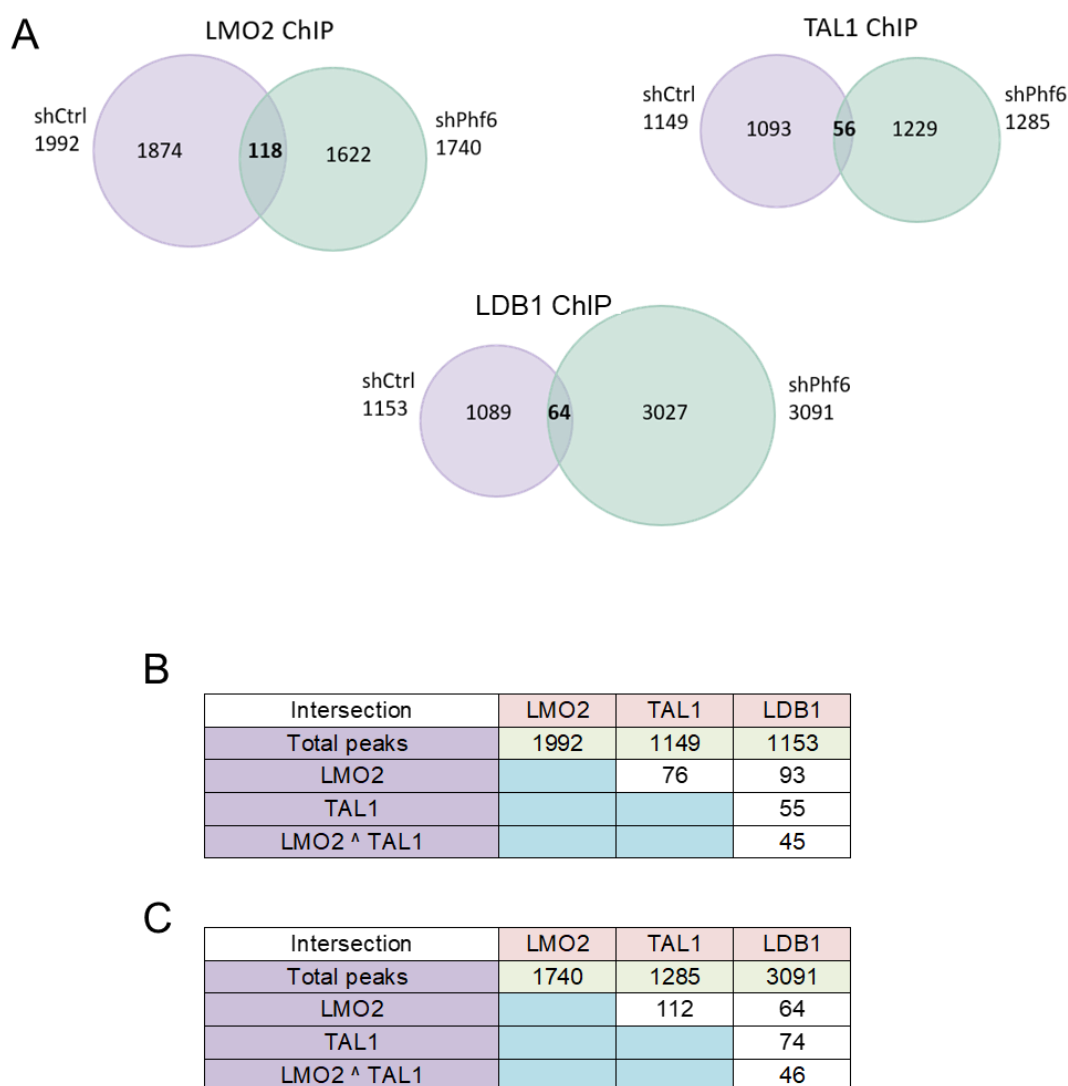 A
LMO2 ChIP
shCtrl
1992
1874
118
1622
shPhf6
1740
TAL1 ChIP
shCtrl
1149
1093
56
1229
shPhf6
1285
LDB1 ChIP
shCtrl
1153
1089
64
3027
shPhf6
3091
B
Intersection LMO2 TAL1 LDB1
Total peaks 1992 1149 1153
LMO2 76 93
TAL1 55
LMO2 ^ TAL1 45
C
Intersection LMO2 TAL1 LDB1
Total peaks 1740 1285 3091
LMO2 112 64
TAL1 74
LMO2 ^ TAL1 46